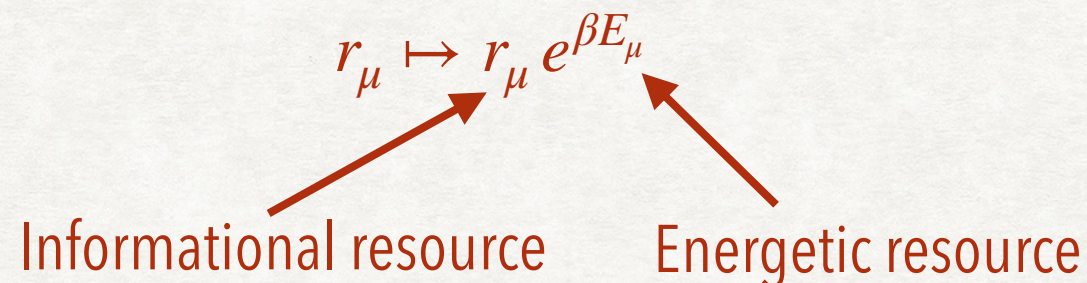 r_μ ↦ r_μ e^{βE_μ}
Informational resource Energetic resource